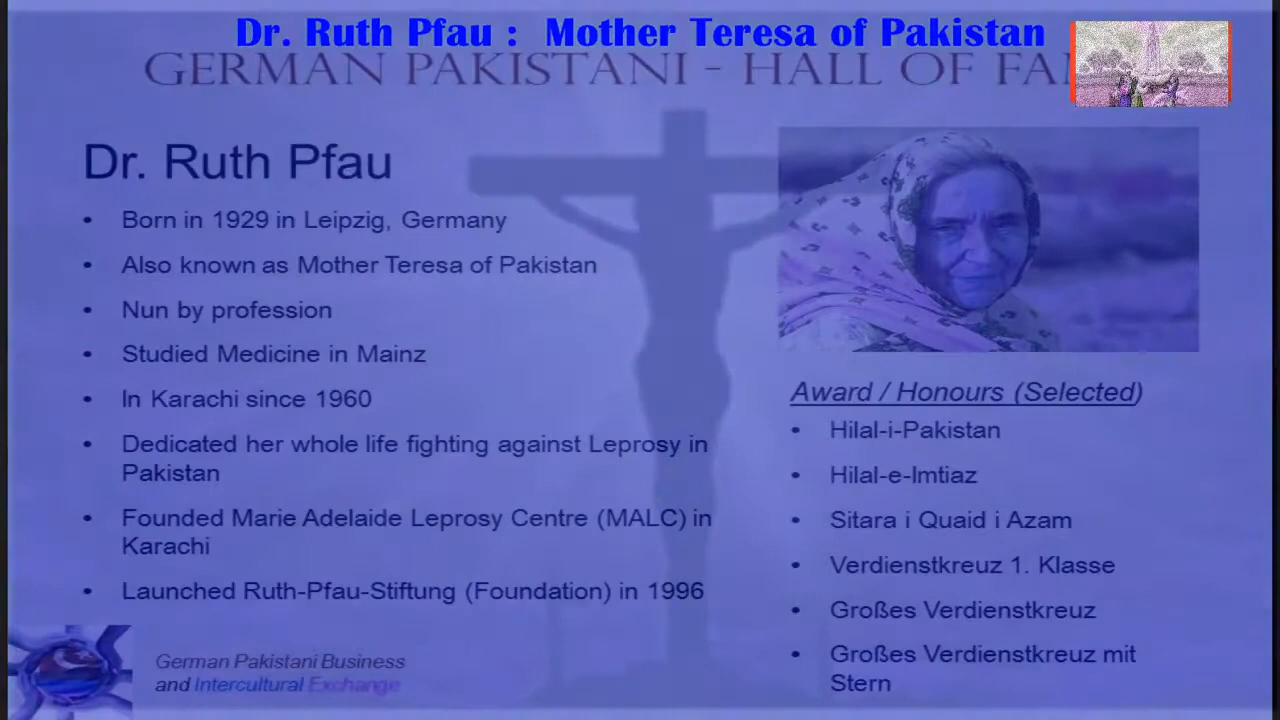 Dr. Ruth Pfau : Mother Teresa of Pakistan
GERMAN PAKISTANI - HALL OF
Dr. Ruth Pfau
• Born in 1929 in Leipzig, Germany
• Also known as Mother Teresa of Pakistan
• Nun by profession
• Studied Medicine in Mainz
• In Karachi since 1960
• Dedicated her whole life fighting against Leprosy in
Pakistan
• Founded Marie Adelaide Leprosy Centre (MALC) in
Karachi
• Launched Ruth-Pfau-Stiftung (Foundation) in 1996
Award / Honours (Selected)
• Hilal-i-Pakistan
• Hilal-e-Imtiaz
• Sitara i Quaid i Azam
• Verdienstkreuz 1. Klasse
• Großes Verdienstkreuz
• Großes Verdienstkreuz mit
Stern
German Pakistani Business
and Intercultural Exchange